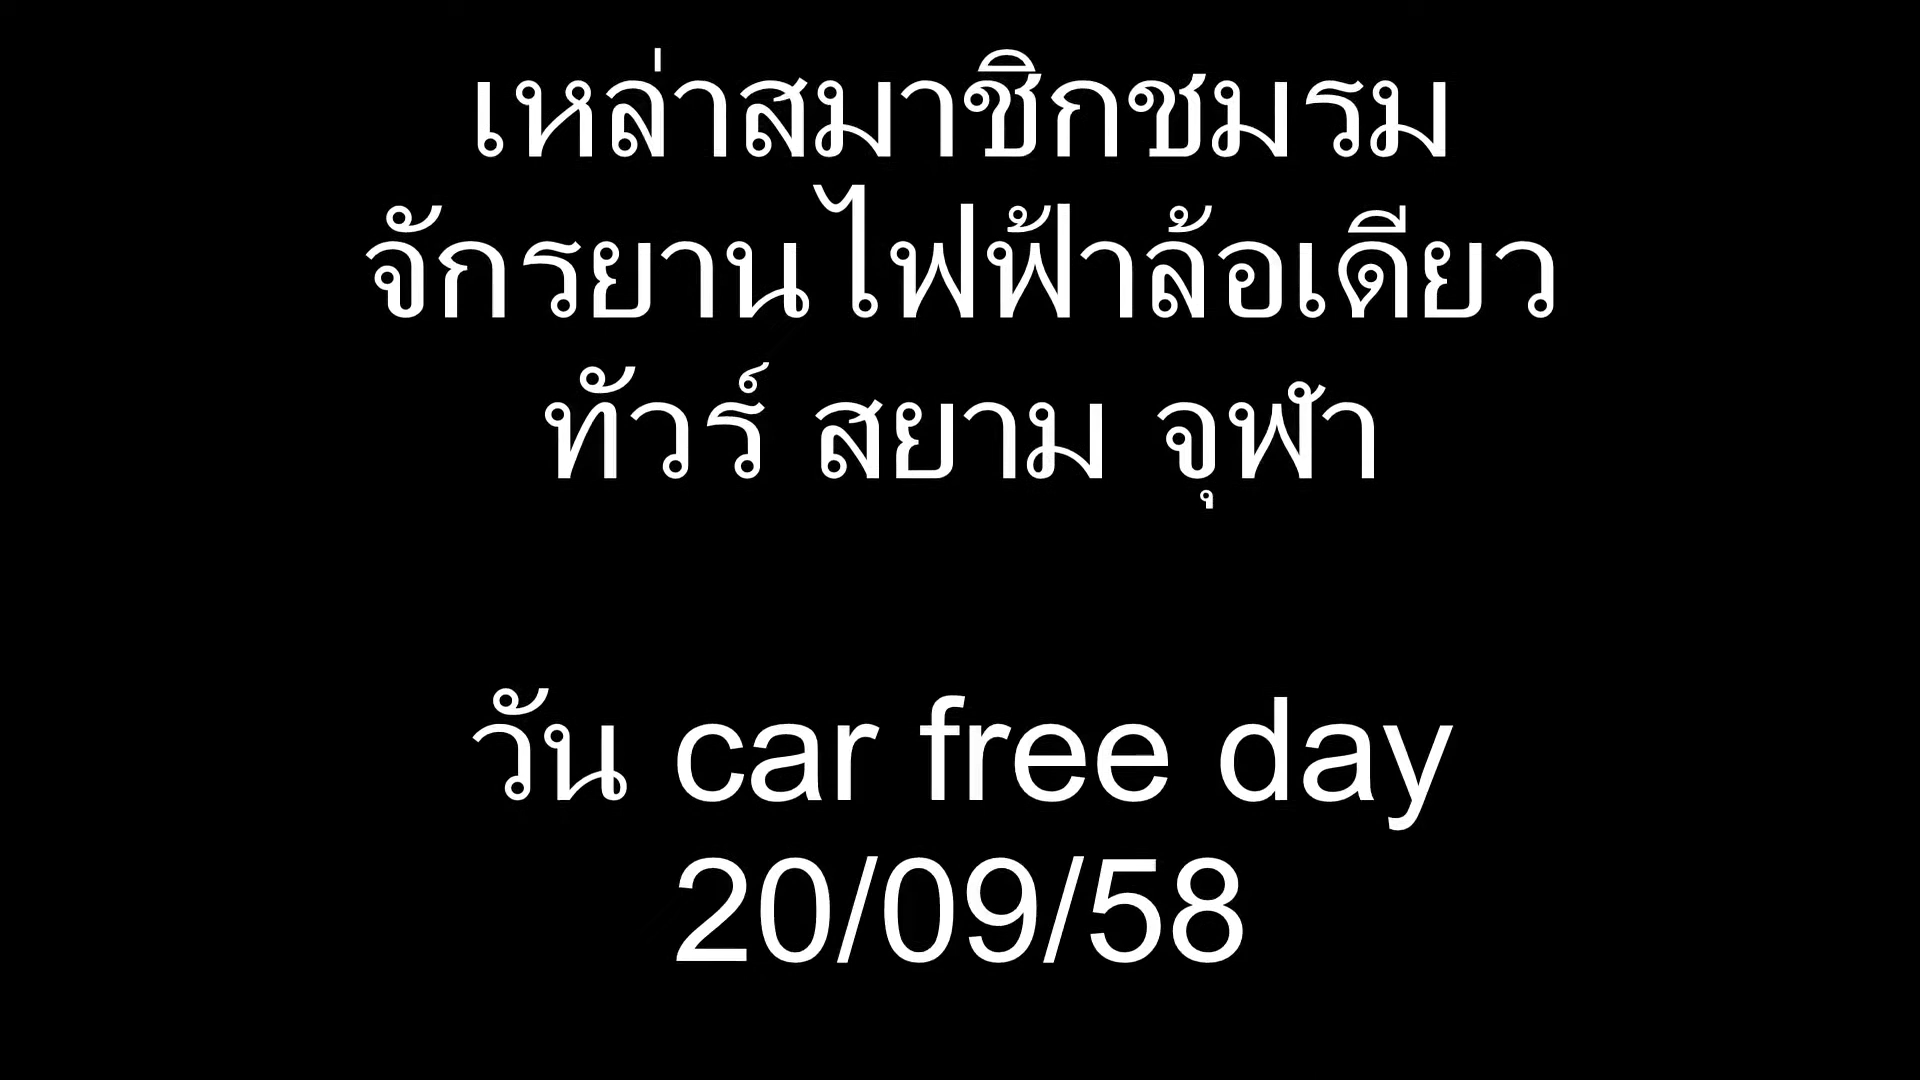 เหล่าสมาชิกชมรม
จักรยานไฟฟ้าล้อเดียว
ทัวร์ สยาม จุฬา
วัน car free day
20/09/58